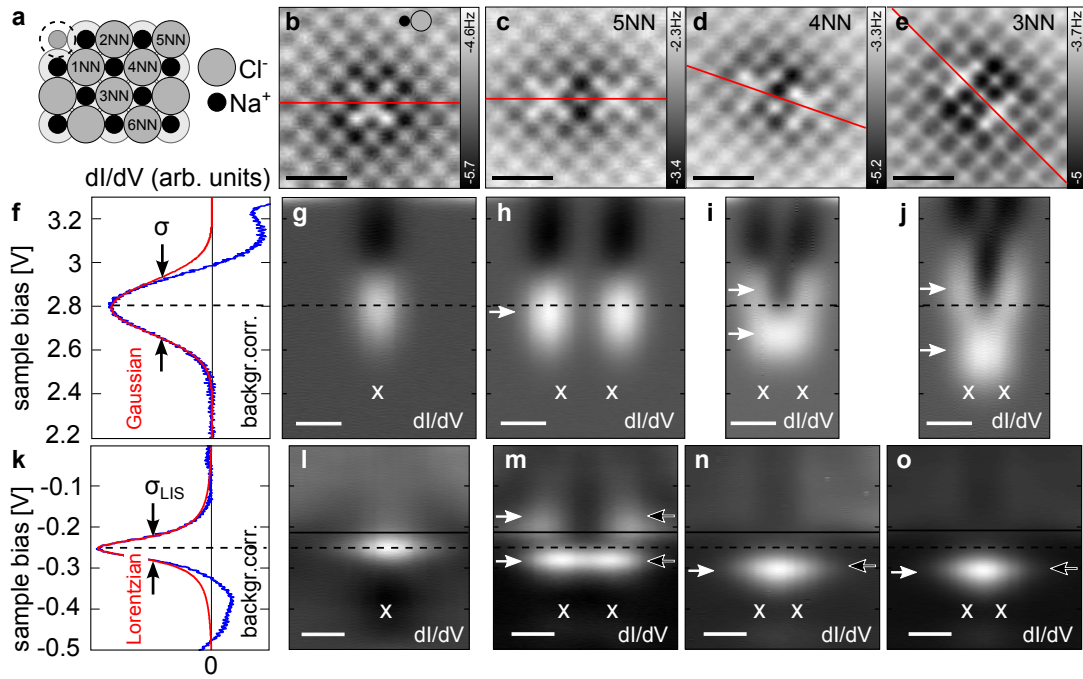 a
2NN
5NN
1NN
4NN
3NN
6NN
Cl⁻
Na⁺
b
-4.6Hz
-5.7
c
5NN
-2.3Hz
-3.4
d
4NN
-3.3Hz
-5.2
e
3NN
-3.7Hz
-5
dI/dV (arb. units)
f
sample bias [V]
3.2
3
2.8
2.6
2.4
2.2
σ
Gaussian
backgr.corr.
g
x
dI/dV
h
x x
dI/dV
i
x x
dI/dV
j
x x
dI/dV
k
sample bias [V]
-0.1
-0.2
-0.3
-0.4
-0.5
σLIS
Lorentzian
backgr.corr.
0
l
x
dI/dV
m
x x
dI/dV
n
x x
dI/dV
o
x x
dI/dV